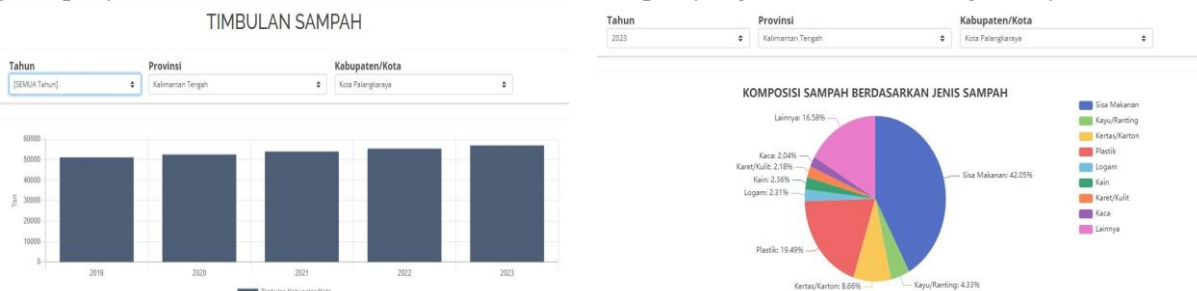 TIMBULAN SAMPAH
Tahun Provinsi Kabupaten/Kota
[SEMUA Tahun] Kalimantan Tengah Kota Palangkaraya
60000
50000
40000
30000
20000
10000
0
Ton
2019 2020 2021 2022 2023
Tahun Provinsi Kabupaten/Kota
2023 Kalimantan Tengah Kota Palangkaraya
KOMPOSISI SAMPAH BERDASARKAN JENIS SAMPAH
Lainnya: 16.58%
Kaca: 2.04%
Karet/Kulit: 2.18%
Kain: 2.36%
Logam: 2.31%
Plastik: 19.49%
Kertas/Karton: 8.66%
Kayu/Ranting: 4.33%
Sisa Makanan: 42.05%
Sisa Makanan
Kayu/Ranting
Kertas/Karton
Plastik
Logam
Kain
Karet/Kulit
Kaca
Lainnya